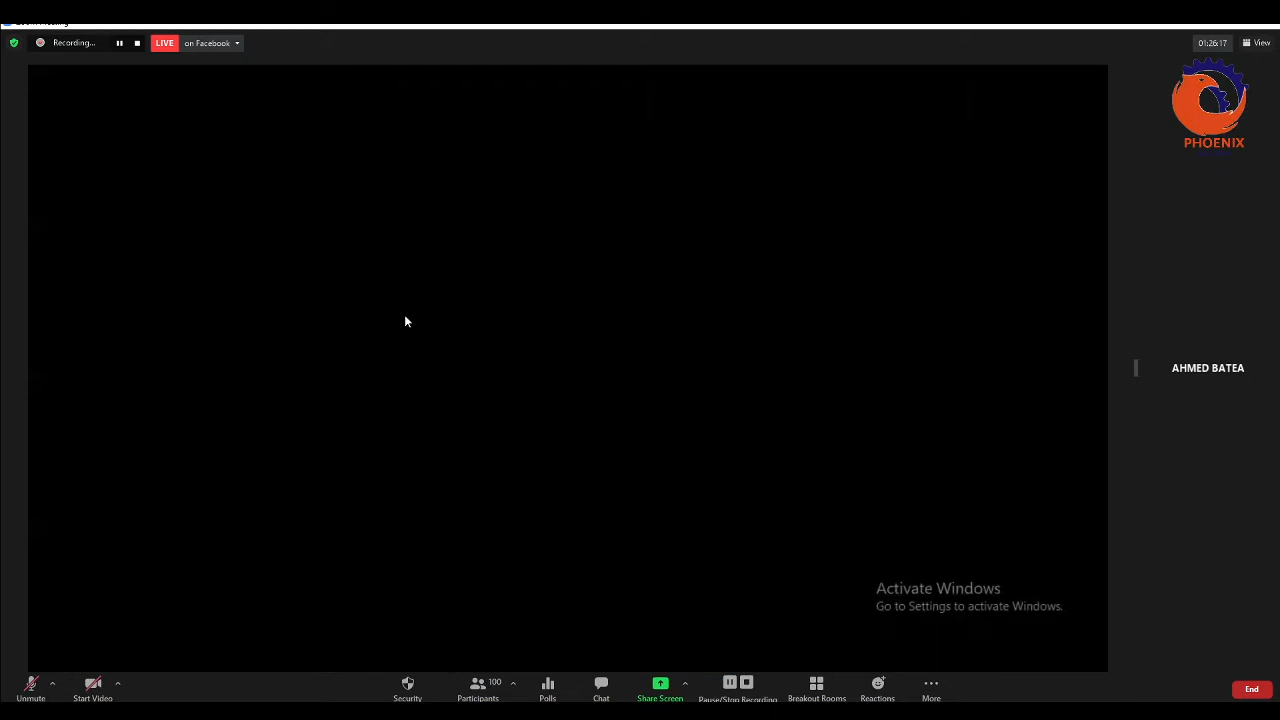 Recording...
LIVE on Facebook
01:26:17
View
PHOENIX
AHMED BATEA
Activate Windows
Go to Settings to activate Windows.
Unmute
Start Video
Security
Participants 100
Polls
Chat
Share Screen
Pause/Stop Recording
Breakout Rooms
Reactions
More
End